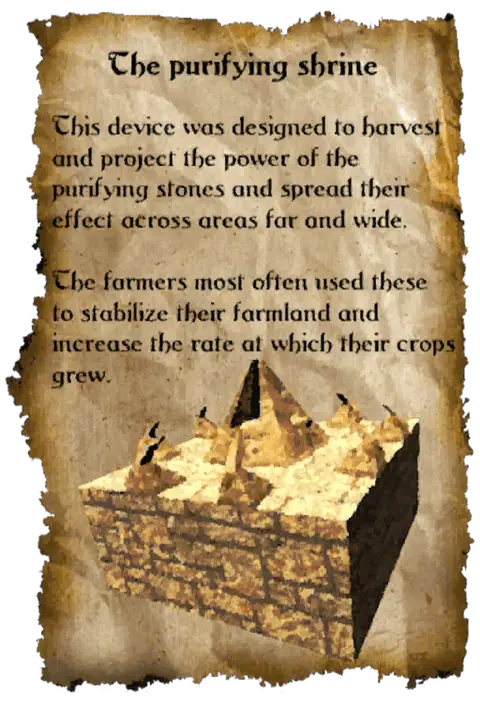 The purifying shrine
This device was designed to harvest
and project the power of the
purifying stones and spread their
effect across areas far and wide.
The farmers most often used these
to stabilize their farmland and
increase the rate at which their crops
grew.